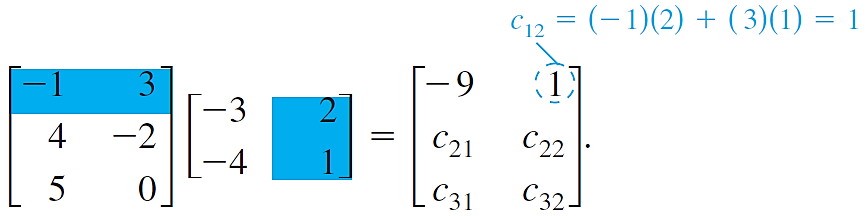 c₁₂ = (−1)(2) + (3)(1) = 1
[−1 3; 4 −2; 5 0] [−3 2; −4 1] = [−9 1; c₂₁ c₂₂; c₃₁ c₃₂].